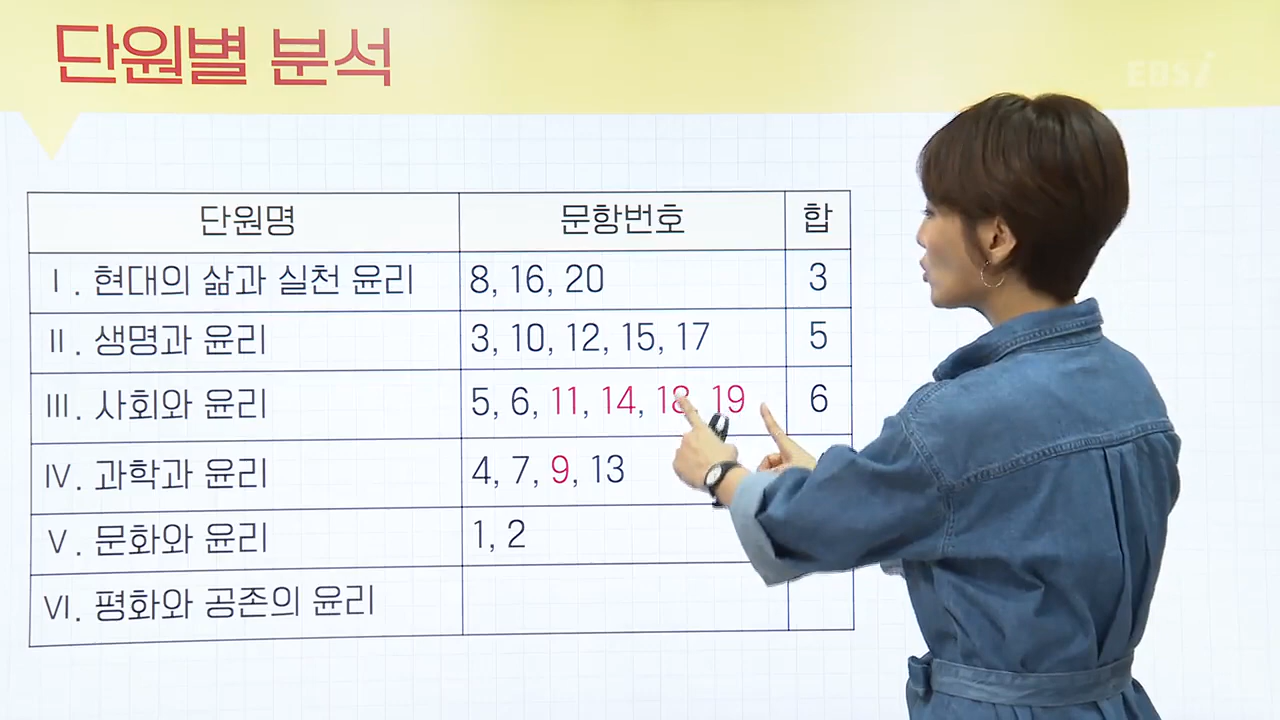 단원별 분석
EBSi
단원명 문항번호 합
Ⅰ. 현대의 삶과 실천 윤리 8, 16, 20 3
Ⅱ. 생명과 윤리 3, 10, 12, 15, 17 5
Ⅲ. 사회와 윤리 5, 6, 11, 14, 18, 19 6
Ⅳ. 과학과 윤리 4, 7, 9, 13
Ⅴ. 문화와 윤리 1, 2
Ⅵ. 평화와 공존의 윤리